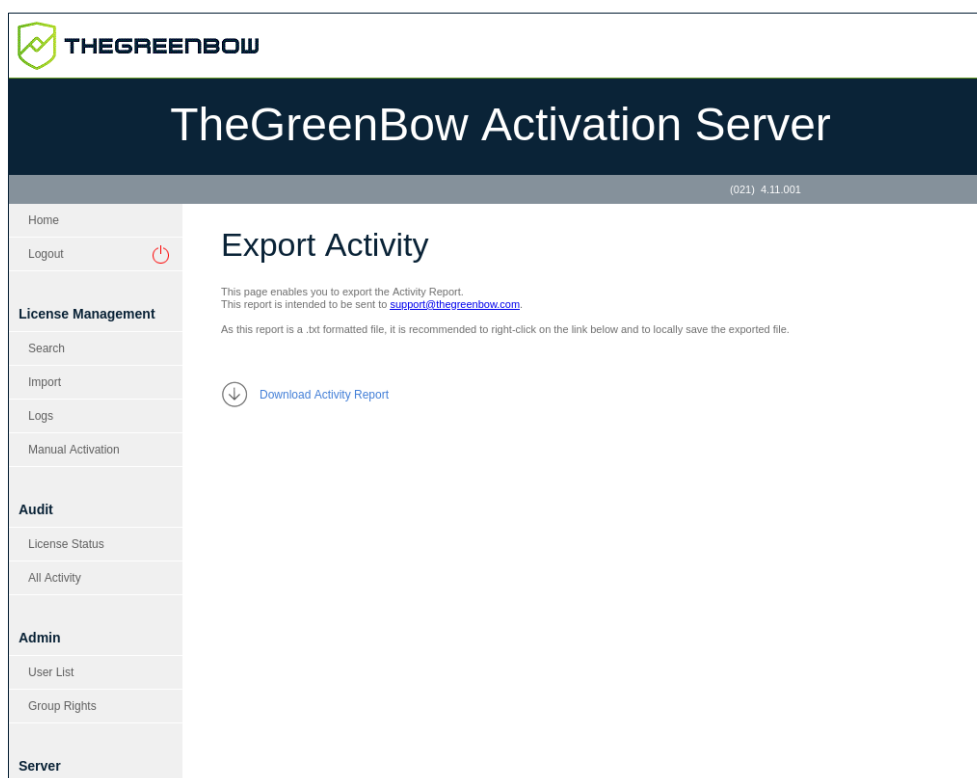 THEGREENBOW
TheGreenBow Activation Server
(021) 4.11.001
Home
Logout
License Management
Search
Import
Logs
Manual Activation
Audit
License Status
All Activity
Admin
User List
Group Rights
Server
Export Activity
This page enables you to export the Activity Report.
This report is intended to be sent to support@thegreenbow.com.
As this report is a .txt formatted file, it is recommended to right-click on the link below and to locally save the exported file.
Download Activity Report